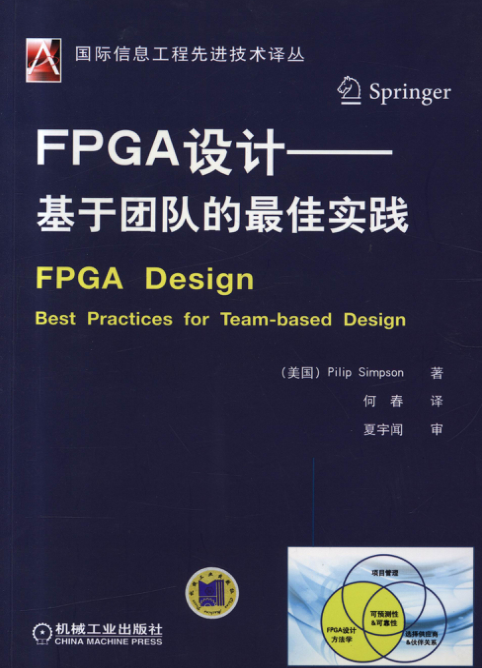 国际信息工程先进技术译丛
Springer
FPGA设计——
基于团队的最佳实践
FPGA Design
Best Practices for Team-based Design
(美国) Pilip Simpson 著
何春 译
夏宇闻 审
项目管理
可预测性
&可靠性
FPGA设计
方法学
选择供应商
&伙伴关系
机械工业出版社
CHINA MACHINE PRESS